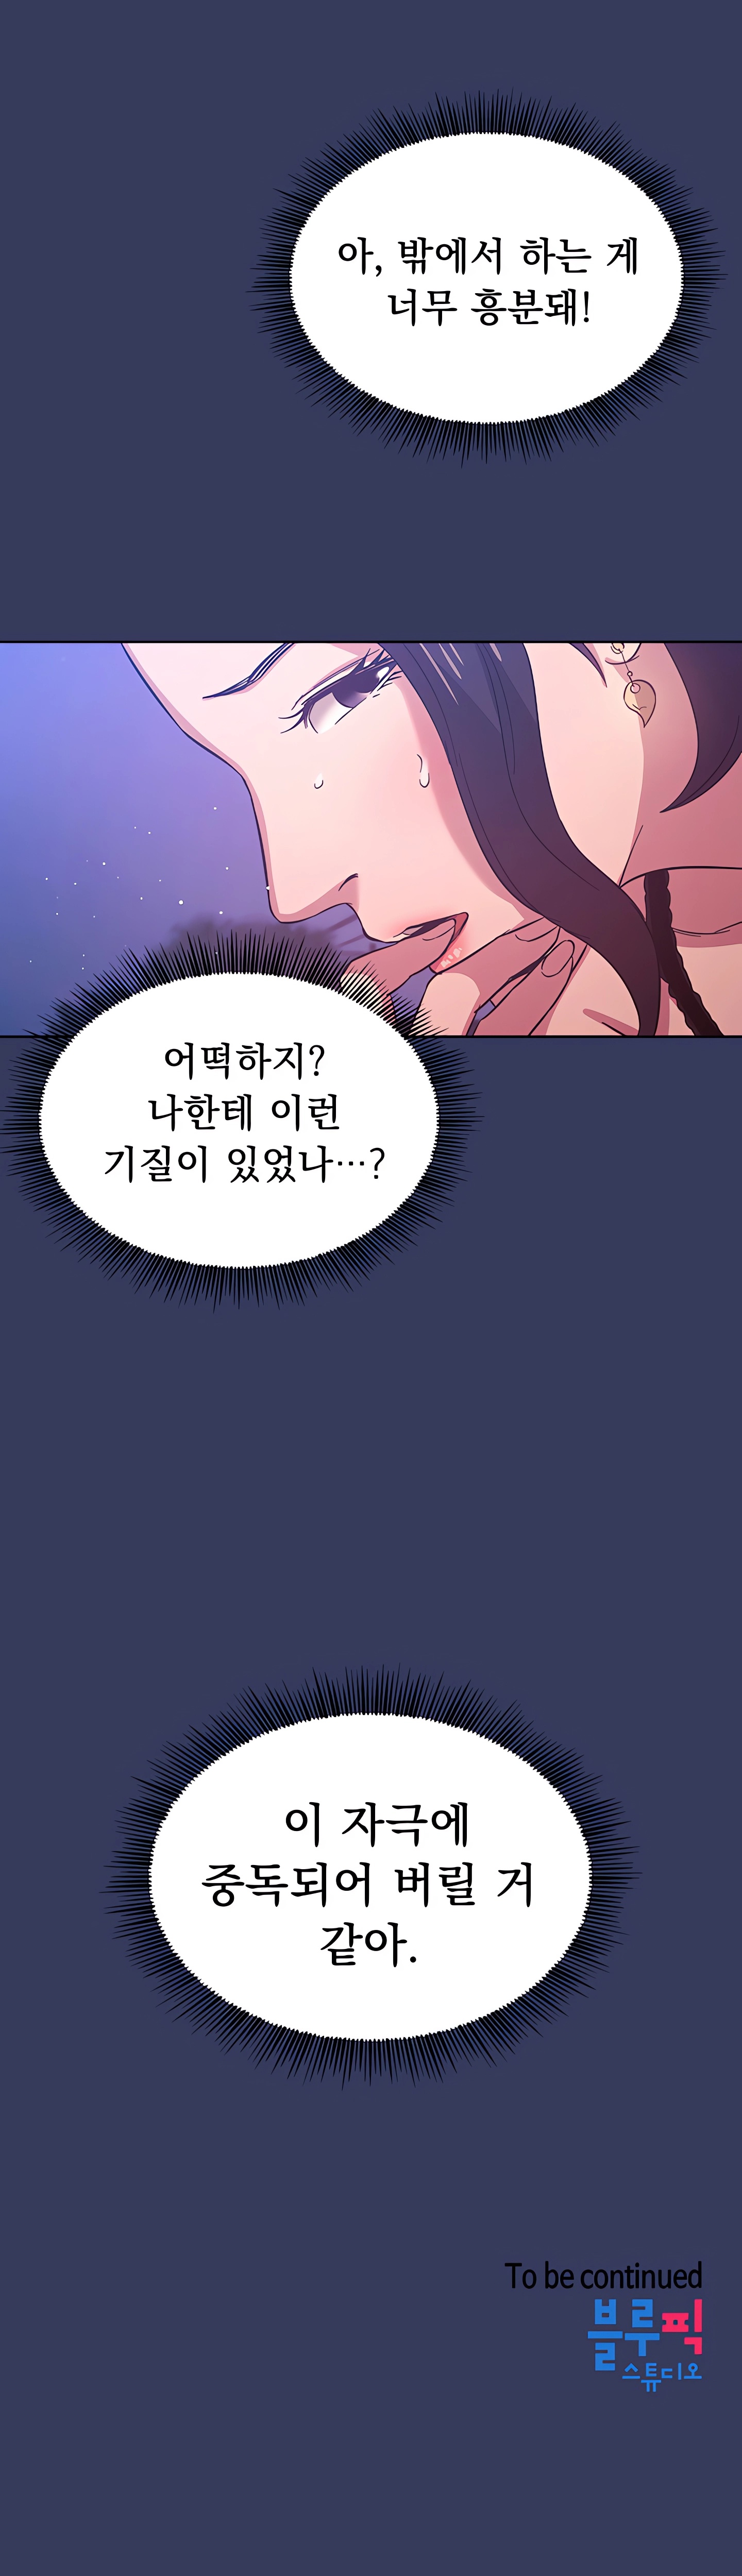 아, 밖에서 하는 게
너무 흥분돼!
어떡하지?
나한테 이런
기질이 있었나…?
이 자극에
중독되어 버릴 거
같아.
To be continued
블루픽
스튜디오